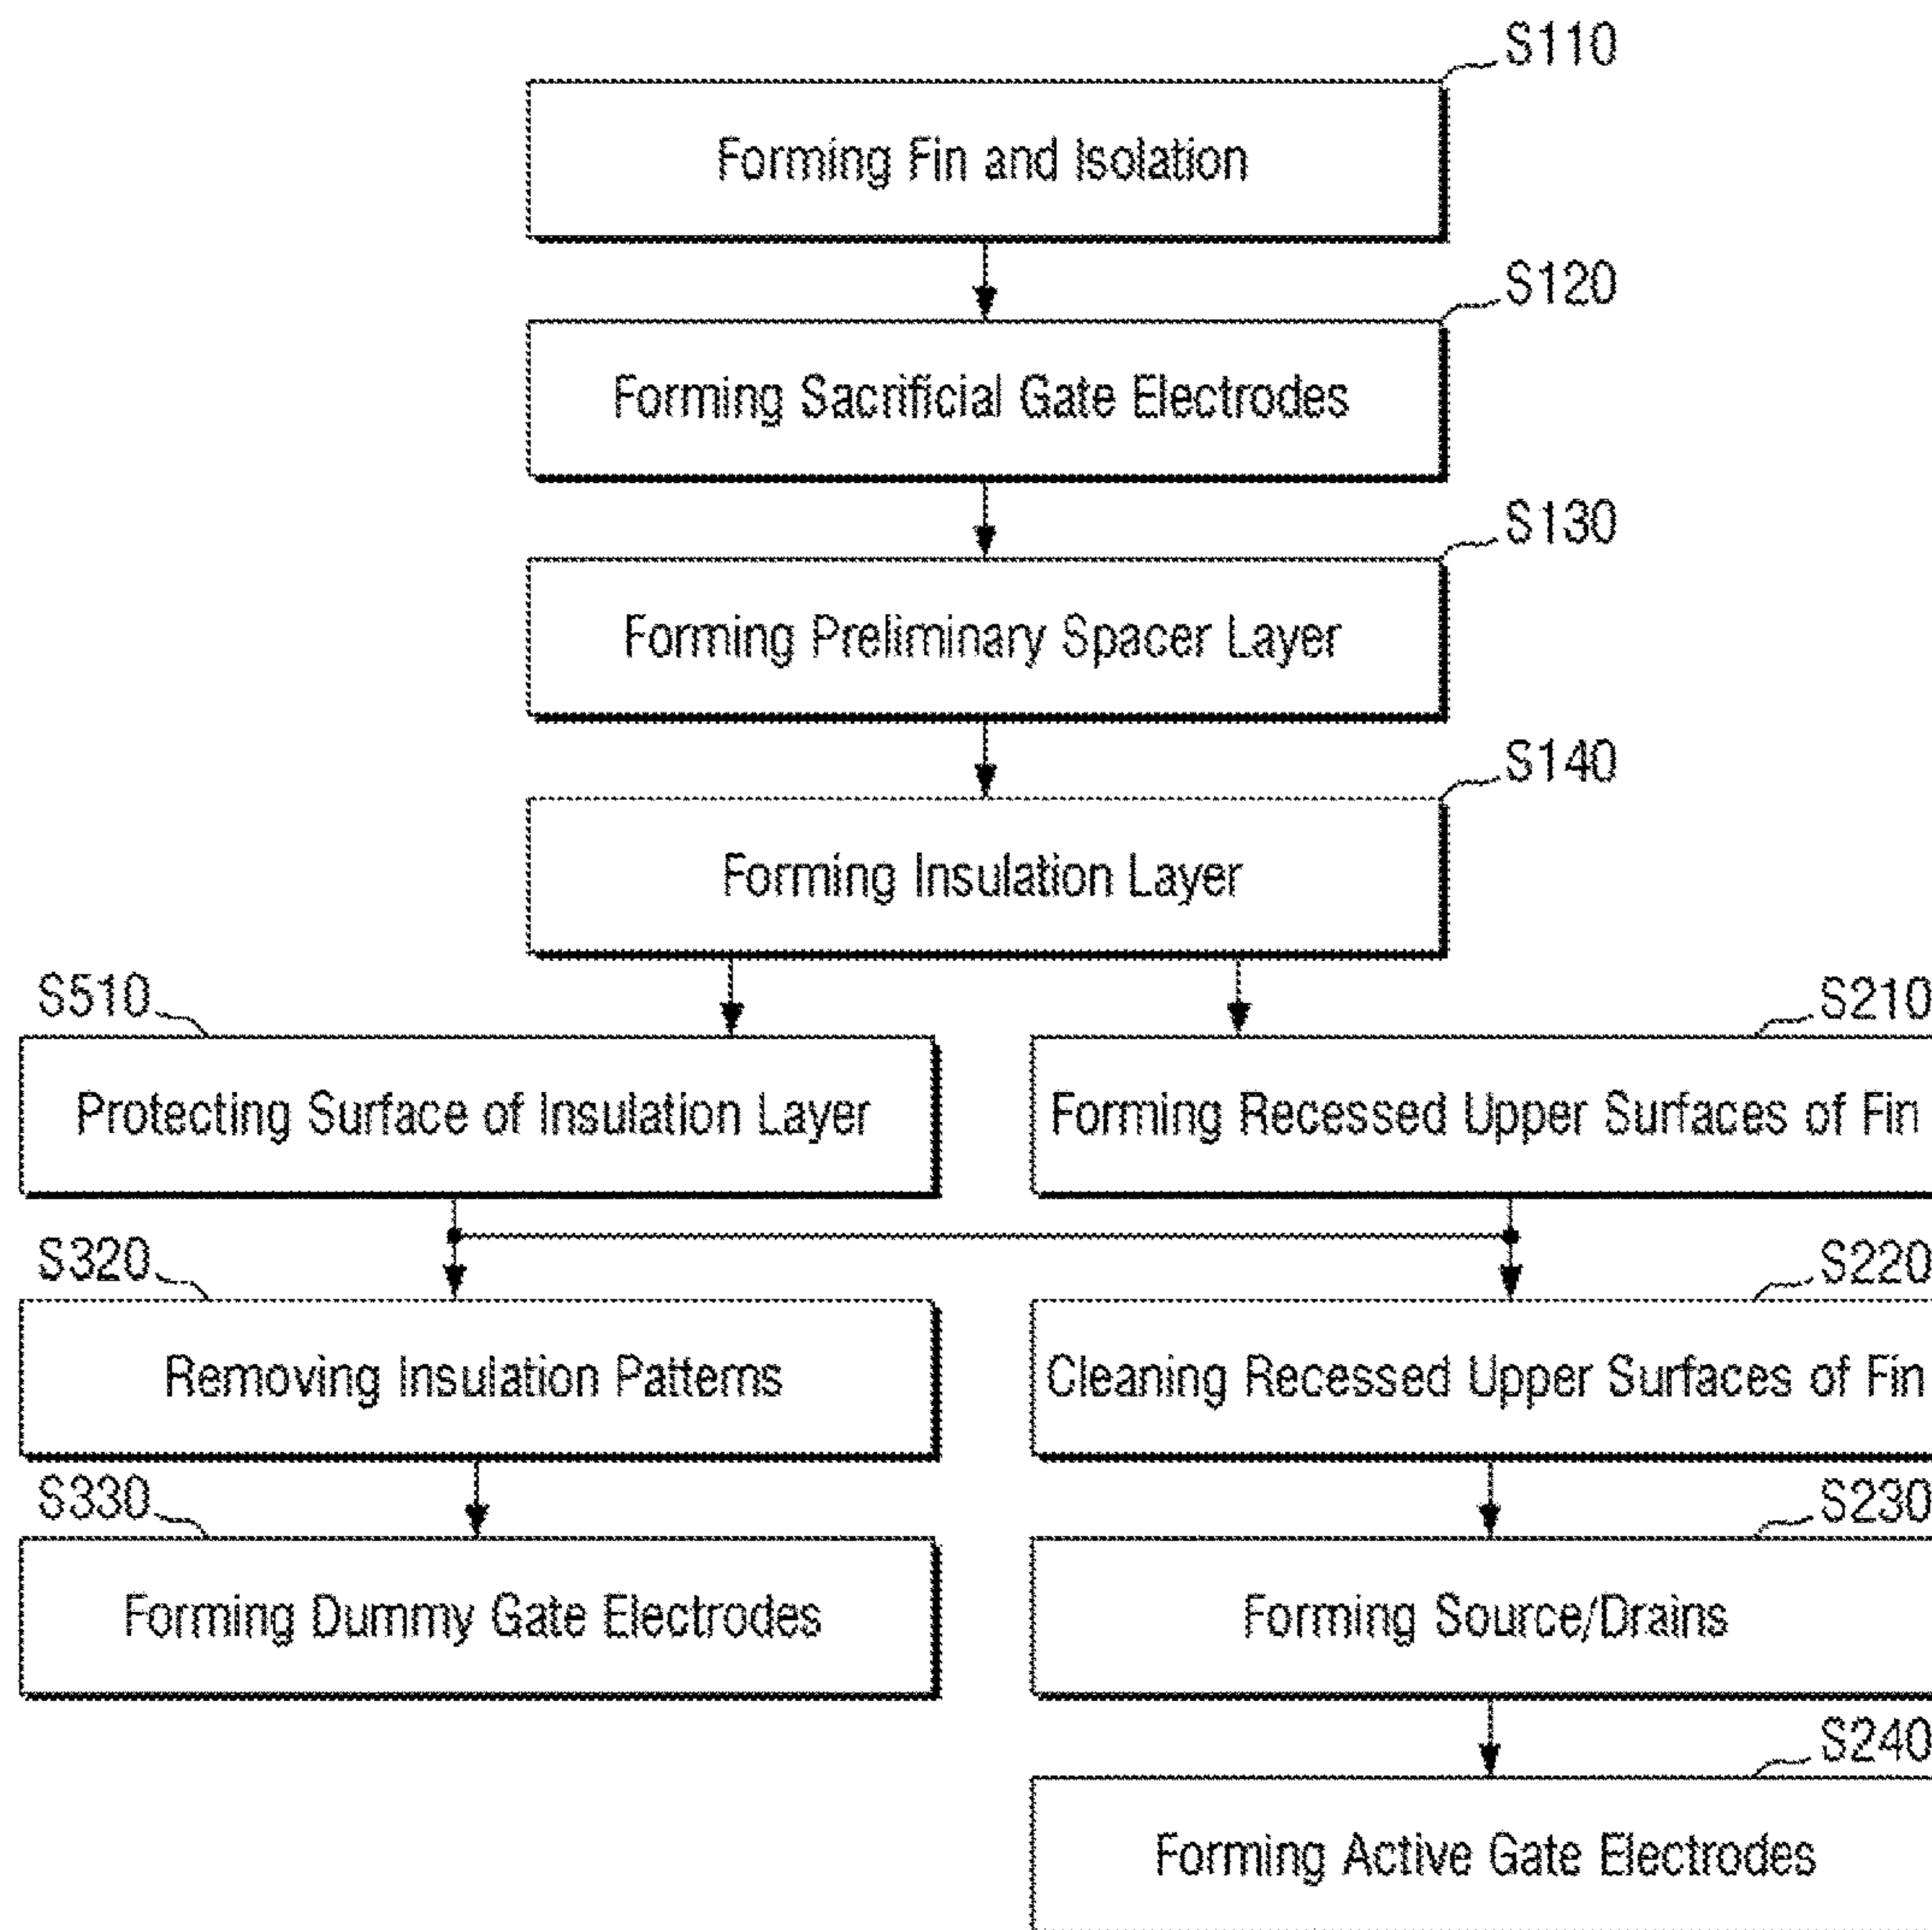 S110
Forming Fin and Isolation
S120
Forming Sacrificial Gate Electrodes
S130
Forming Preliminary Spacer Layer
S140
Forming Insulation Layer
S510
Protecting Surface of Insulation Layer
S210
Forming Recessed Upper Surfaces of Fin
S320
Removing Insulation Patterns
S220
Cleaning Recessed Upper Surfaces of Fin
S330
Forming Dummy Gate Electrodes
S230
Forming Source/Drains
S240
Forming Active Gate Electrodes